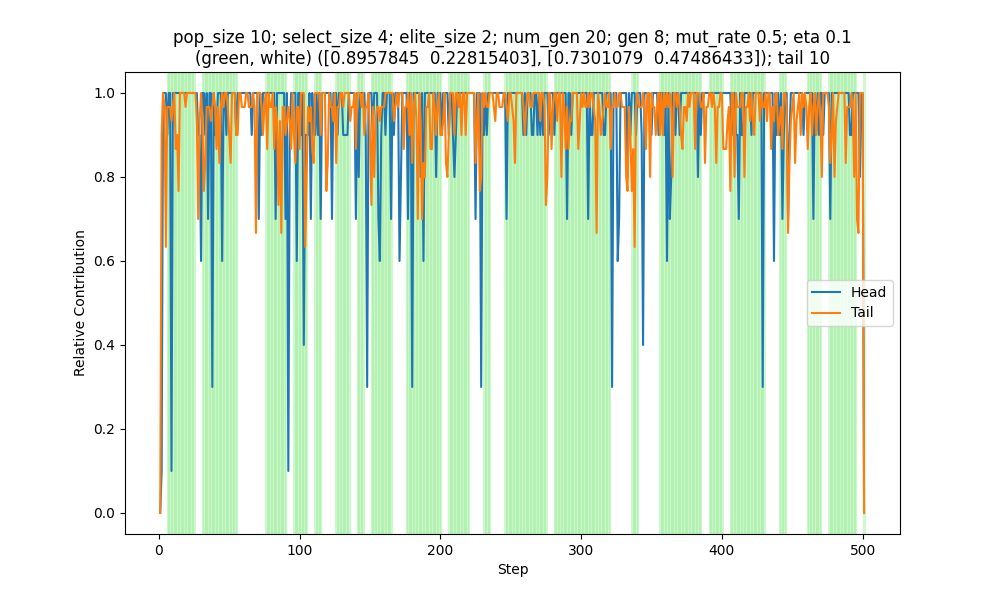 pop_size 10; select_size 4; elite_size 2; num_gen 20; gen 8; mut_rate 0.5; eta 0.1
(green, white) ([0.8957845  0.22815403], [0.7301079  0.47486433]); tail 10
1.0
0.8
0.6
0.4
0.2
0.0
Relative Contribution
Head
Tail
0 100 200 300 400 500
Step